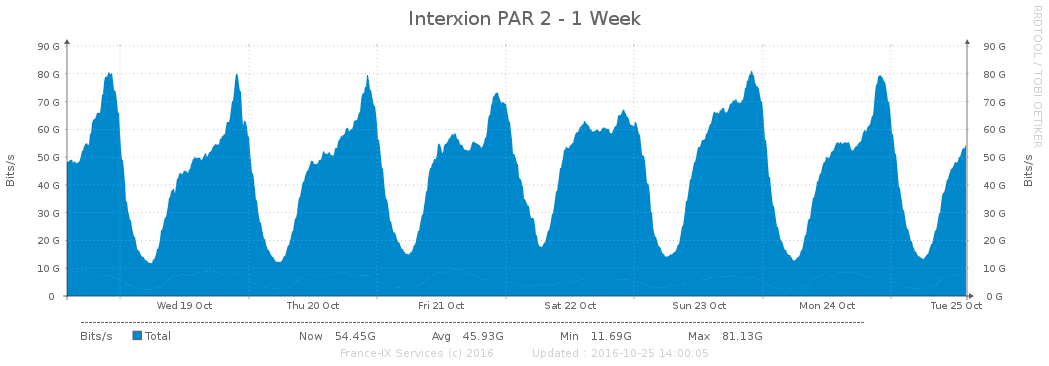 Interxion PAR 2 - 1 Week
RRDTOOL / TOBI OETIKER
90 G 90 G
80 G 80 G
70 G 70 G
60 G 60 G
50 G 50 G
40 G 40 G
30 G 30 G
20 G 20 G
10 G 10 G
0 0 G
Bits/s Bits/s
Wed 19 Oct Thu 20 Oct Fri 21 Oct Sat 22 Oct Sun 23 Oct Mon 24 Oct Tue 25 Oct
Bits/s Total Now 54.45G Avg 45.93G Min 11.69G Max 81.13G
France-IX Services (c) 2016 Updated : 2016-10-25 14:00:05